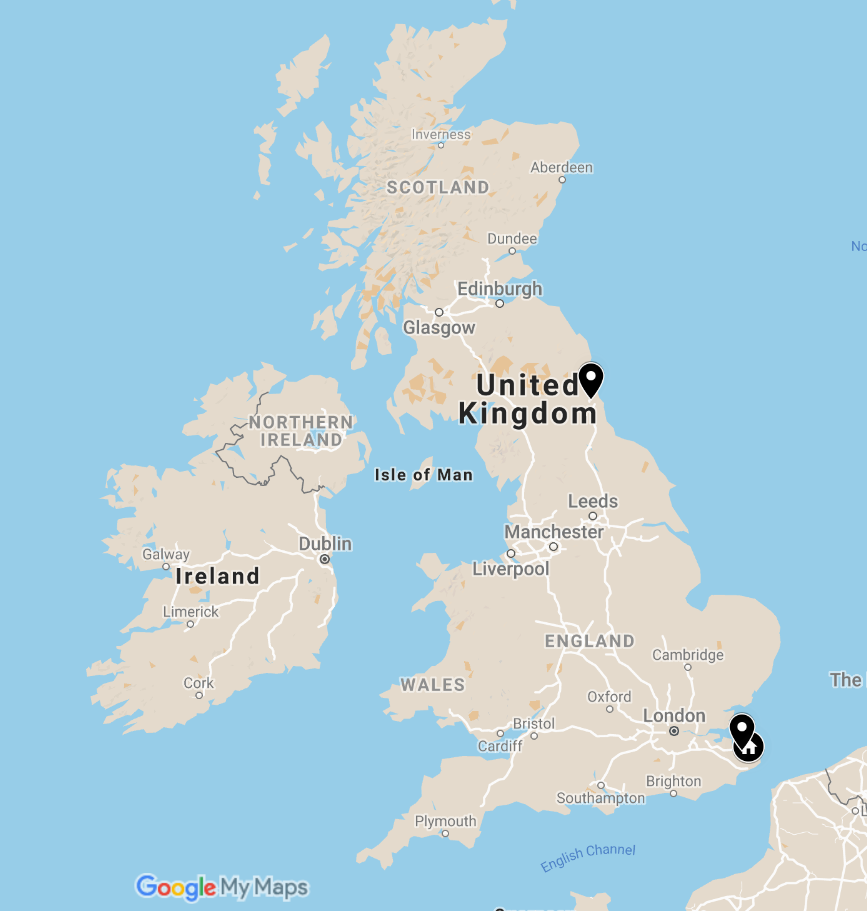 Inverness
SCOTLAND
Aberdeen
No
Dundee
Edinburgh
Glasgow
United
Kingdom
NORTHERN
IRELAND
Isle of Man
Leeds
Manchester
Liverpool
Dublin
Galway
Ireland
Limerick
ENGLAND
Cambridge
WALES
The
Cork
Oxford
London
Bristol
Cardiff
Brighton
Southampton
Plymouth
English Channel
Google My Maps